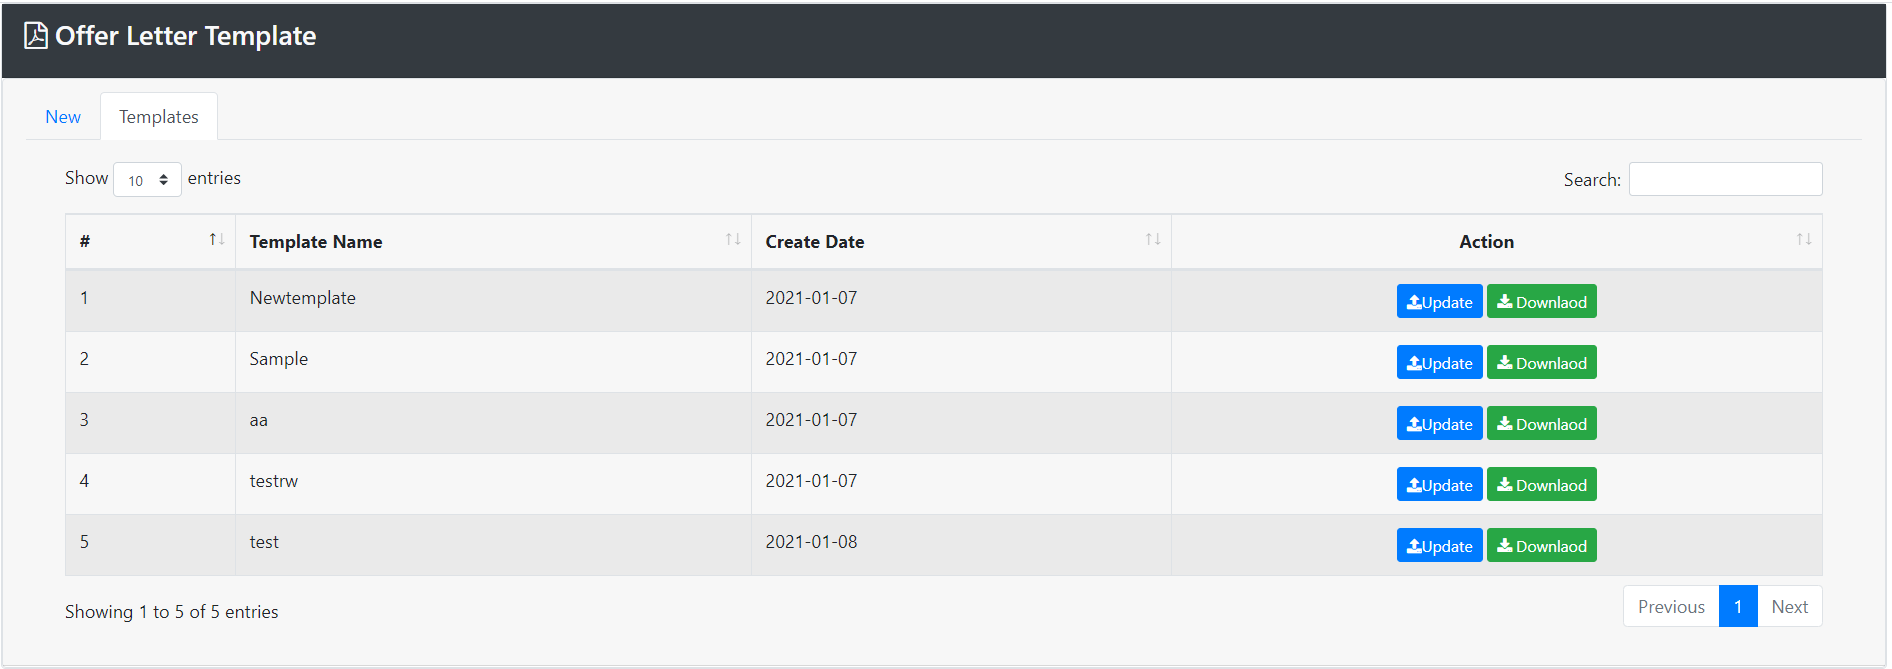 Offer Letter Template
New Templates
Show 10 entries Search:
# Template Name Create Date Action
1 Newtemplate 2021-01-07 Update Downlaod
2 Sample 2021-01-07 Update Downlaod
3 aa 2021-01-07 Update Downlaod
4 testrw 2021-01-07 Update Downlaod
5 test 2021-01-08 Update Downlaod
Showing 1 to 5 of 5 entries Previous 1 Next